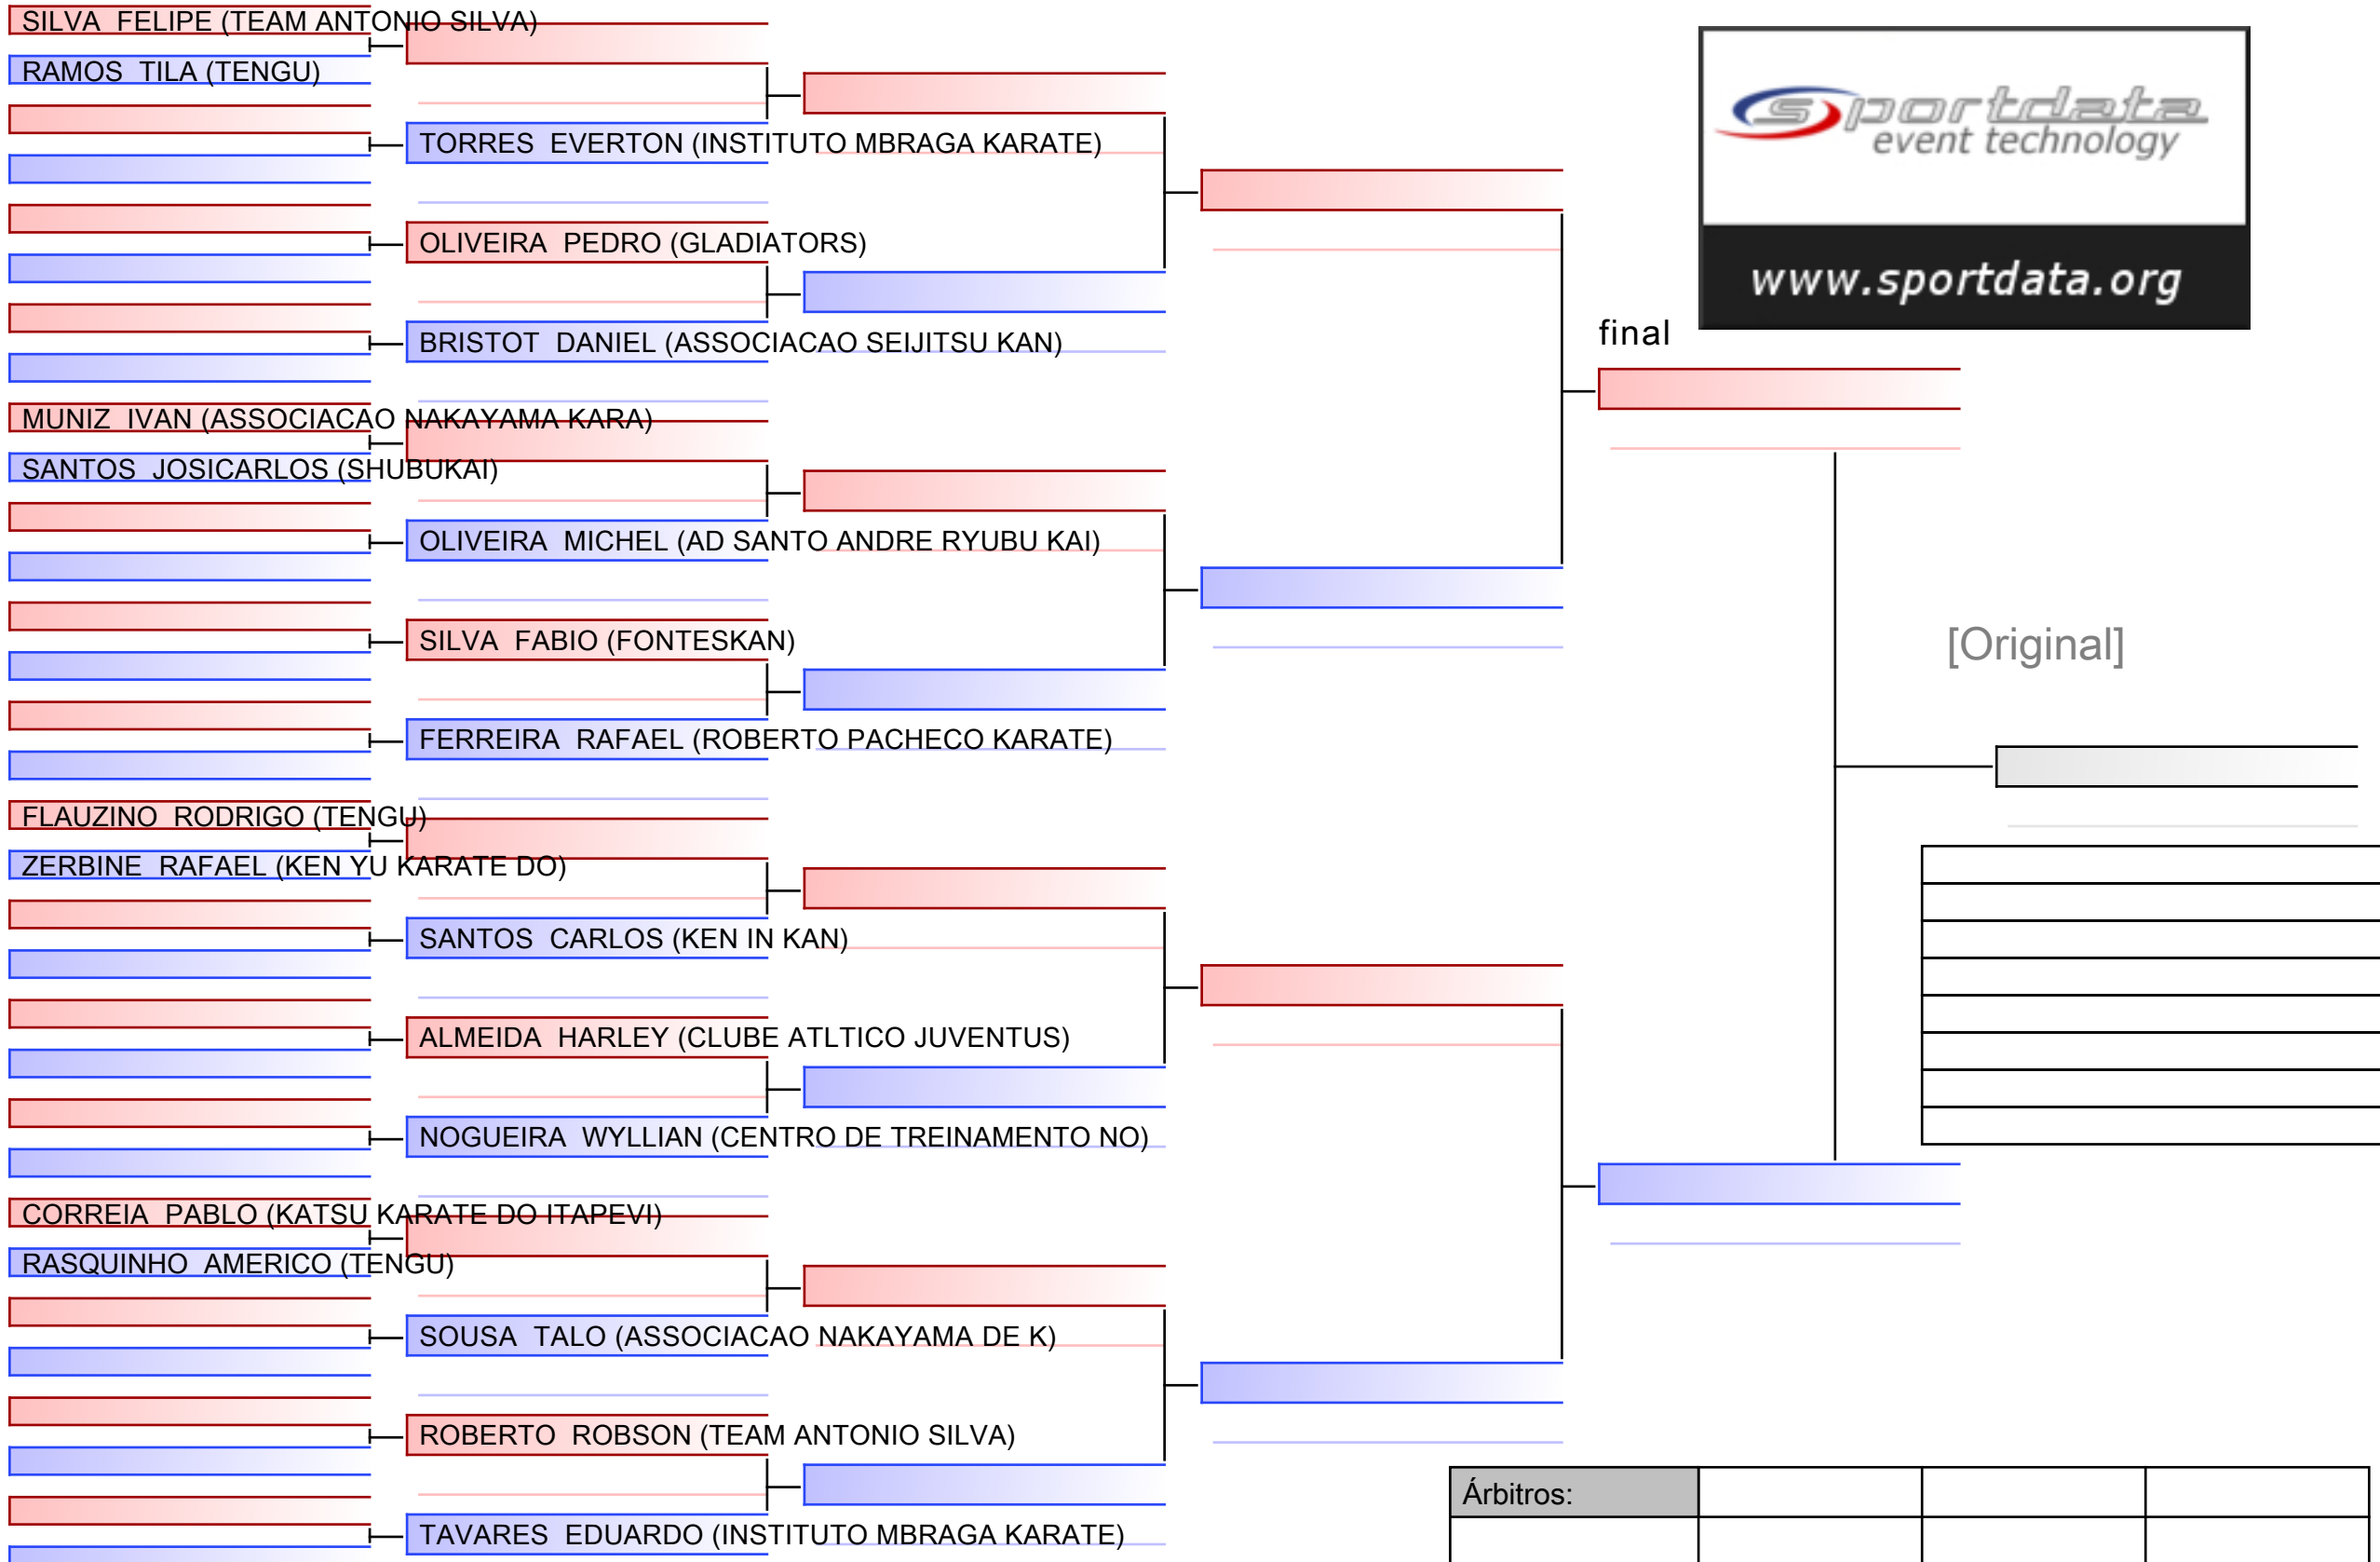 SILVA  FELIPE (TEAM ANTONIO SILVA)
RAMOS  TILA (TENGU)
TORRES  EVERTON (INSTITUTO MBRAGA KARATE)
OLIVEIRA  PEDRO (GLADIATORS)
BRISTOT  DANIEL (ASSOCIACAO SEIJITSU KAN)
MUNIZ  IVAN (ASSOCIACAO NAKAYAMA KARA)
SANTOS  JOSICARLOS (SHUBUKAI)
OLIVEIRA  MICHEL (AD SANTO ANDRE RYUBU KAI)
SILVA  FABIO (FONTESKAN)
FERREIRA  RAFAEL (ROBERTO PACHECO KARATE)
FLAUZINO  RODRIGO (TENGU)
ZERBINE  RAFAEL (KEN YU KARATE DO)
SANTOS  CARLOS (KEN IN KAN)
ALMEIDA  HARLEY (CLUBE ATLTICO JUVENTUS)
NOGUEIRA  WYLLIAN (CENTRO DE TREINAMENTO NO)
CORREIA  PABLO (KATSU KARATE DO ITAPEVI)
RASQUINHO  AMERICO (TENGU)
SOUSA  TALO (ASSOCIACAO NAKAYAMA DE K)
ROBERTO  ROBSON (TEAM ANTONIO SILVA)
TAVARES  EDUARDO (INSTITUTO MBRAGA KARATE)
sportdata
event technology
www.sportdata.org
final
[Original]
Árbitros: